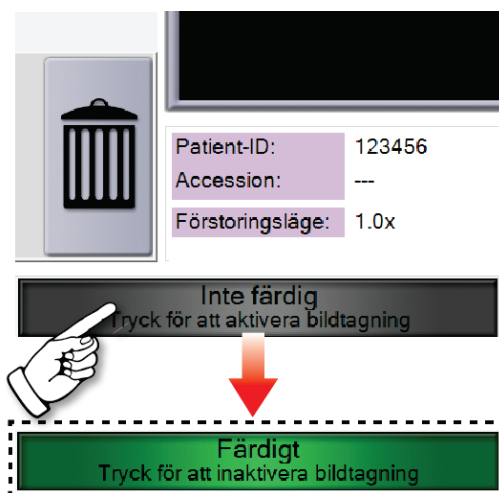 Patient-ID: 123456
Accession: ---
Förstoringsläge: 1.0x
Inte färdig
Tryck för att aktivera bildtagning
Färdigt
Tryck för att inaktivera bildtagning